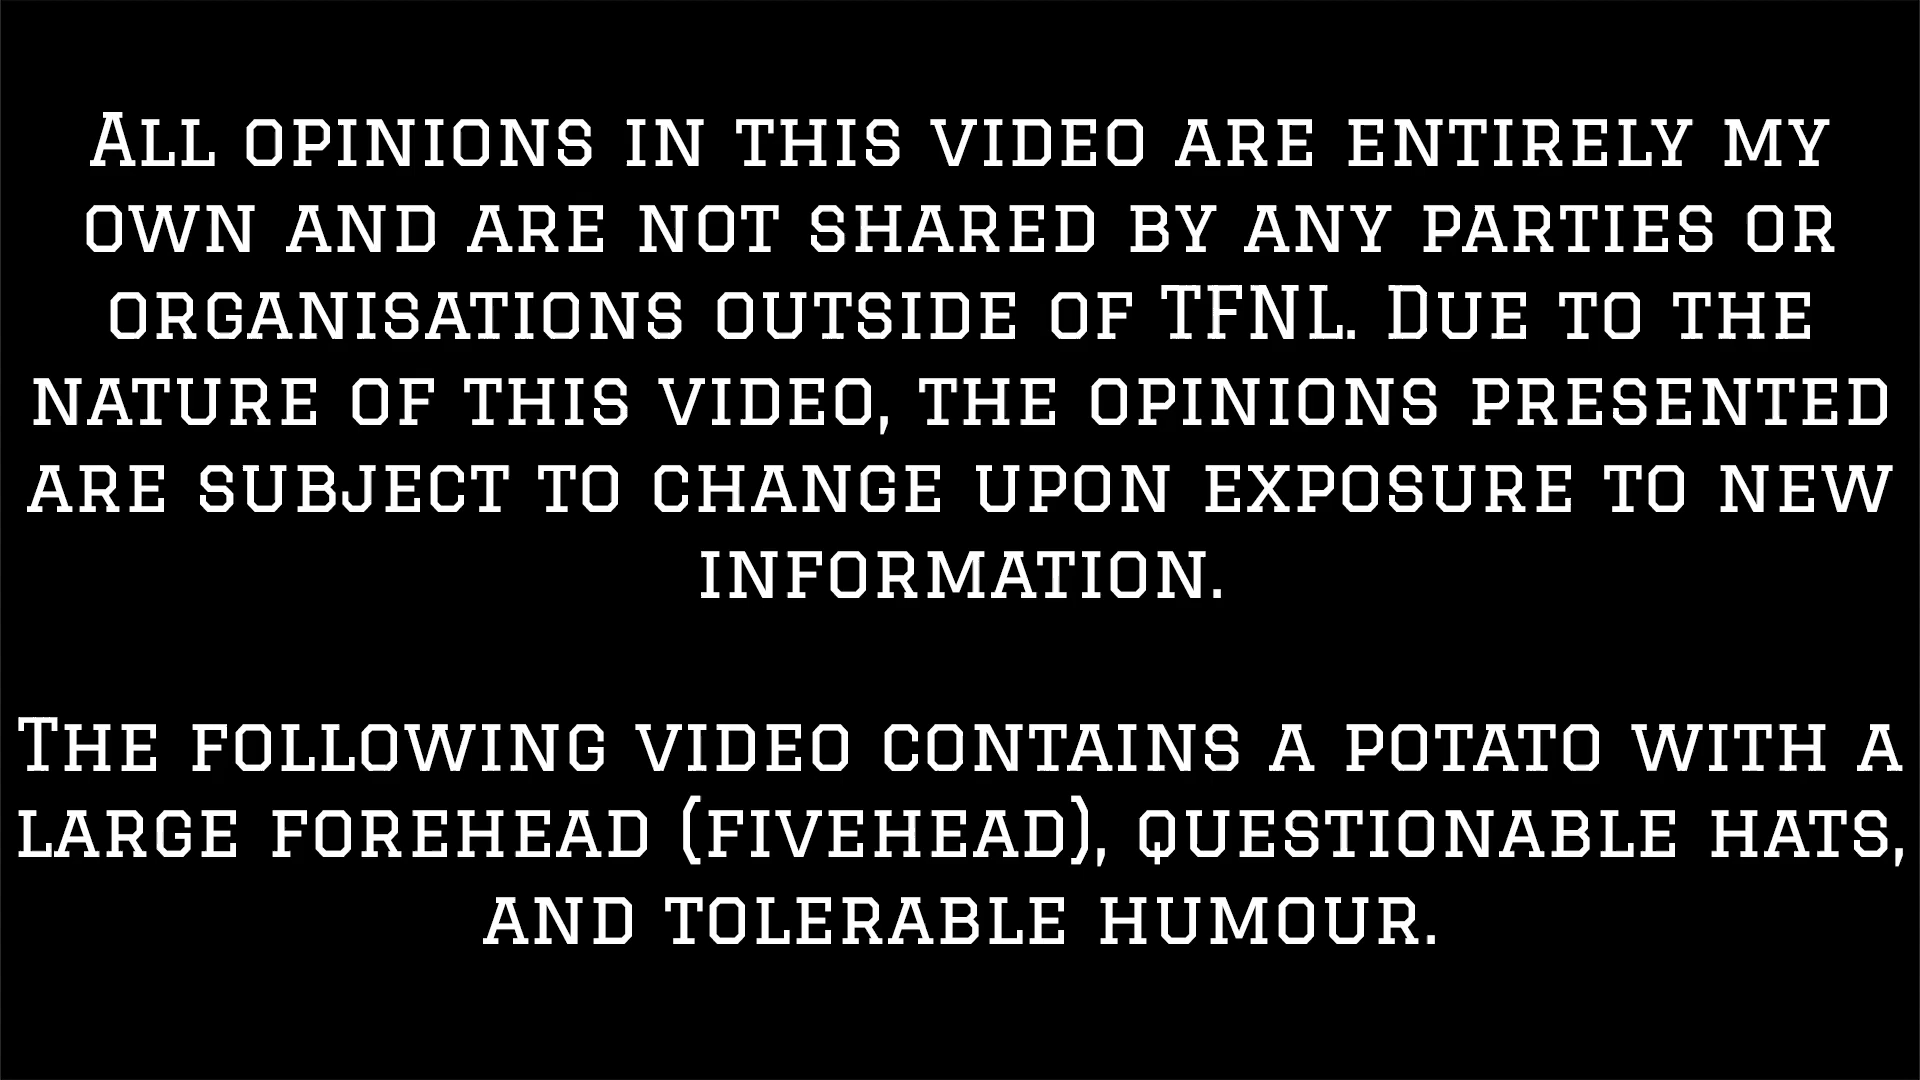 All opinions in this video are entirely my
own and are not shared by any parties or
organisations outside of TFNL. Due to the
nature of this video, the opinions presented
are subject to change upon exposure to new
information.
The following video contains a potato with a
large forehead (fivehead), questionable hats,
and tolerable humour.